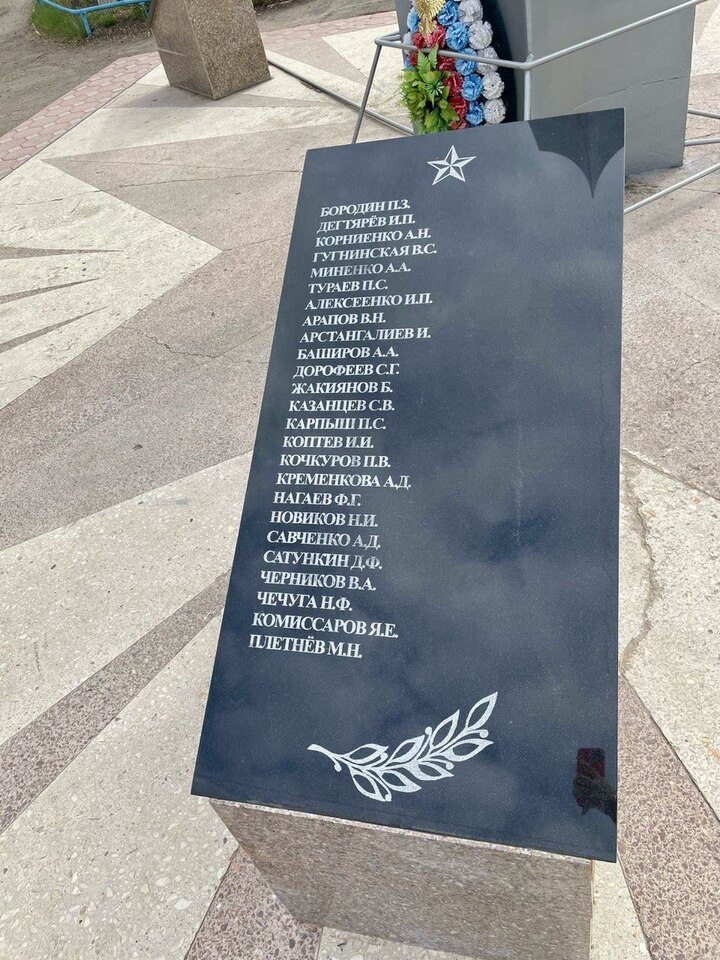 БОРОДИН П.З.
ДЕГТЯРЁВ И.П.
КОРНИЕНКО А.Н.
ГУГНИНСКАЯ В.С.
МИНЕНКО А.А.
ТУРАЕВ П.С.
АЛЕКСЕЕНКО И.П.
АРАПОВ В.Н.
АРСТАНГАЛИЕВ И.
БАШИРОВ А.А.
ДОРОФЕЕВ С.Г.
ЖАКИЯНОВ Б.
КАЗАНЦЕВ С.В.
КАРПЫШ П.С.
КОПТЕВ И.И.
КОЧКУРОВ П.В.
КРЕМЕНКОВА А.Д.
НАГАЕВ Ф.Г.
НОВИКОВ Н.И.
САВЧЕНКО А.Д.
САТУНКИН Д.Ф.
ЧЕРНИКОВ В.А.
ЧЕЧУГА Н.Ф.
КОМИССАРОВ Я.Е.
ПЛЕТНЁВ М.Н.